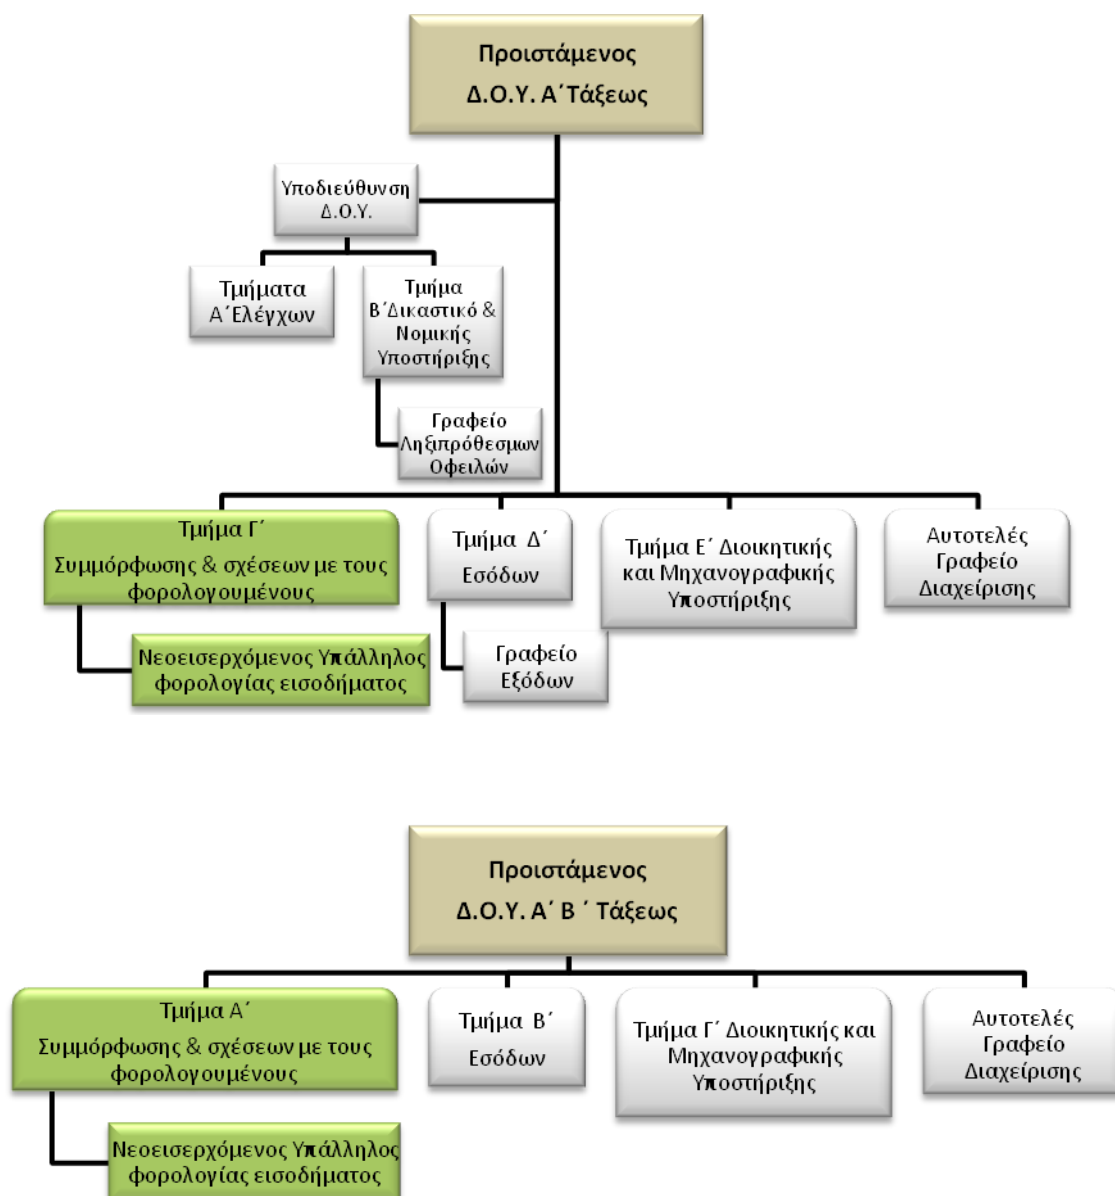 Προιστάμενος
Δ.Ο.Υ. Α΄Τάξεως
Υποδιεύθυνση
Δ.Ο.Υ.
Τμήματα
Α΄Ελέγχων
Τμήμα
Β΄Δικαστικό &
Νομικής
Υποστήριξης
Γραφείο
Ληξιπρόθεσμων
Οφειλών
Τμήμα Γ΄
Συμμόρφωσης & σχέσεων με τους
φορολογουμένους
Νεοεισερχόμενος Υπάλληλος
φορολογίας εισοδήματος
Τμήμα Δ΄
Εσόδων
Γραφείο
Εξόδων
Τμήμα Ε΄ Διοικητικής
και Μηχανογραφικής
Υποστήριξης
Αυτοτελές
Γραφείο
Διαχείρισης
Προιστάμενος
Δ.Ο.Υ. Α΄ Β ΄ Τάξεως
Τμήμα Α΄
Συμμόρφωσης & σχέσεων με τους
φορολογουμένους
Νεοεισερχόμενος Υπάλληλος
φορολογίας εισοδήματος
Τμήμα Β΄
Εσόδων
Τμήμα Γ΄ Διοικητικής και
Μηχανογραφικής
Υποστήριξης
Αυτοτελές
Γραφείο
Διαχείρισης